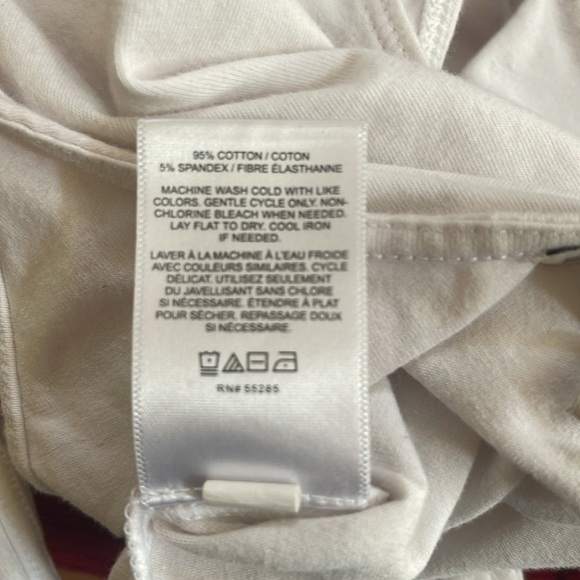 95% COTTON / COTON
5% SPANDEX / FIBRE ÉLASTHANNE
MACHINE WASH COLD WITH LIKE
COLORS. GENTLE CYCLE ONLY. NON-
CHLORINE BLEACH WHEN NEEDED.
LAY FLAT TO DRY. COOL IRON
IF NEEDED.
LAVER À LA MACHINE À L'EAU FROIDE
AVEC COULEURS SIMILAIRES. CYCLE
DÉLICAT. UTILISEZ SEULEMENT
DU JAVELLISANT SANS CHLORE
SI NÉCESSAIRE. ÉTENDRE À PLAT
POUR SÉCHER. REPASSAGE DOUX
SI NÉCESSAIRE.
RN# 55285